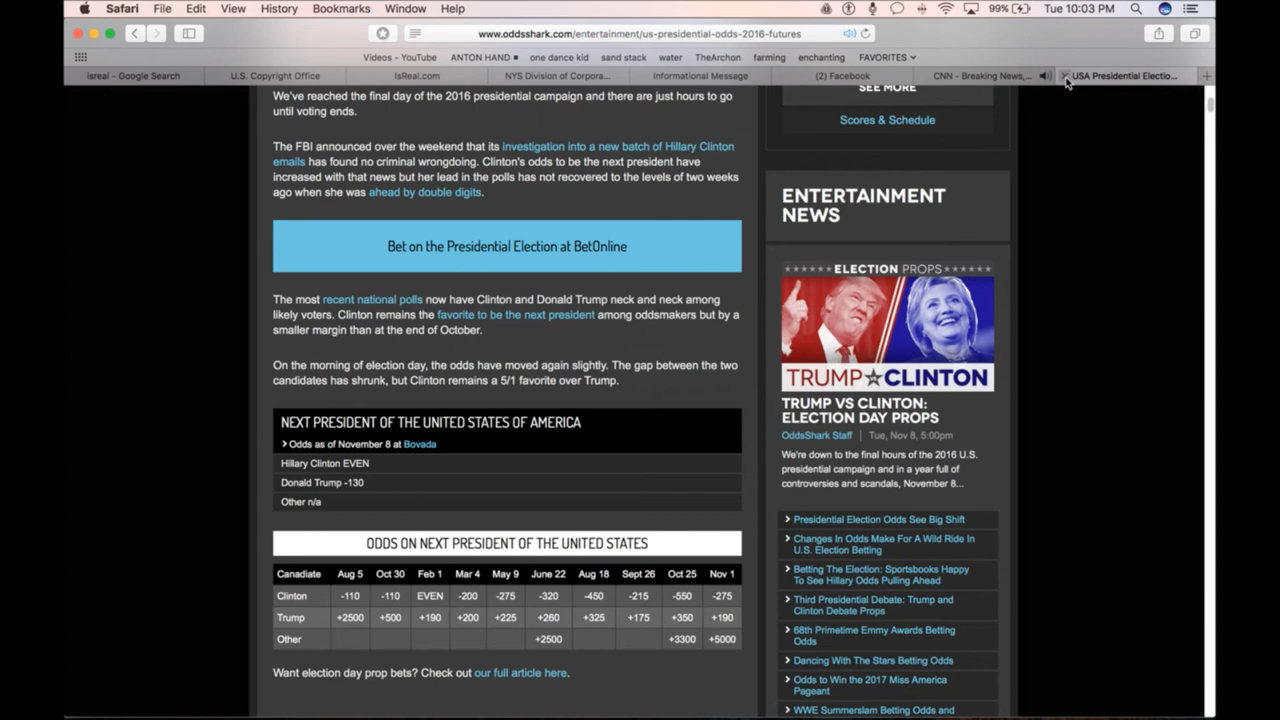 Safari File Edit View History Bookmarks Window Help 99% Tue 10:03 PM
www.oddsshark.com/entertainment/us-presidential-odds-2016-futures
Videos - YouTube ANTON HAND one dance kid sand stack water TheArchon farming enchanting FAVORITES
isreal - Google Search U.S. Copyright Office IsReal.com NYS Division of Corpora... Informational Message (2) Facebook CNN - Breaking News,... USA Presidential Electio...
We've reached the final day of the 2016 presidential campaign and there are just hours to go
until voting ends.
The FBI announced over the weekend that its investigation into a new batch of Hillary Clinton
emails has found no criminal wrongdoing. Clinton's odds to be the next president have
increased with that news but her lead in the polls has not recovered to the levels of two weeks
ago when she was ahead by double digits.
Bet on the Presidential Election at BetOnline
The most recent national polls now have Clinton and Donald Trump neck and neck among
likely voters. Clinton remains the favorite to be the next president among oddsmakers but by a
smaller margin than at the end of October.
On the morning of election day, the odds have moved again slightly. The gap between the two
candidates has shrunk, but Clinton remains a 5/1 favorite over Trump.
NEXT PRESIDENT OF THE UNITED STATES OF AMERICA
Odds as of November 8 at Bovada
Hillary Clinton EVEN
Donald Trump -130
Other n/a
ODDS ON NEXT PRESIDENT OF THE UNITED STATES
Canadiate Aug 5 Oct 30 Feb 1 Mar 4 May 9 June 22 Aug 18 Sept 26 Oct 25 Nov 1
Clinton -110 -110 EVEN -200 -275 -320 -450 -215 -550 -275
Trump +2500 +500 +190 +200 +225 +260 +325 +175 +350 +190
Other +2500 +3300 +5000
Want election day prop bets? Check out our full article here.
SEE MORE
Scores & Schedule
ENTERTAINMENT
NEWS
ELECTION PROPS
TRUMP CLINTON
TRUMP VS CLINTON:
ELECTION DAY PROPS
OddsShark Staff | Tue, Nov 8, 5:00pm
We're down to the final hours of the 2016 U.S.
presidential campaign and in a year full of
controversies and scandals, November 8...
Presidential Election Odds See Big Shift
Changes In Odds Make For A Wild Ride In
U.S. Election Betting
Betting The Election: Sportsbooks Happy
To See Hillary Odds Pulling Ahead
Third Presidential Debate: Trump and
Clinton Debate Props
68th Primetime Emmy Awards Betting
Odds
Dancing With The Stars Betting Odds
Odds to Win the 2017 Miss America
Pageant
WWE Summerslam Betting Odds and